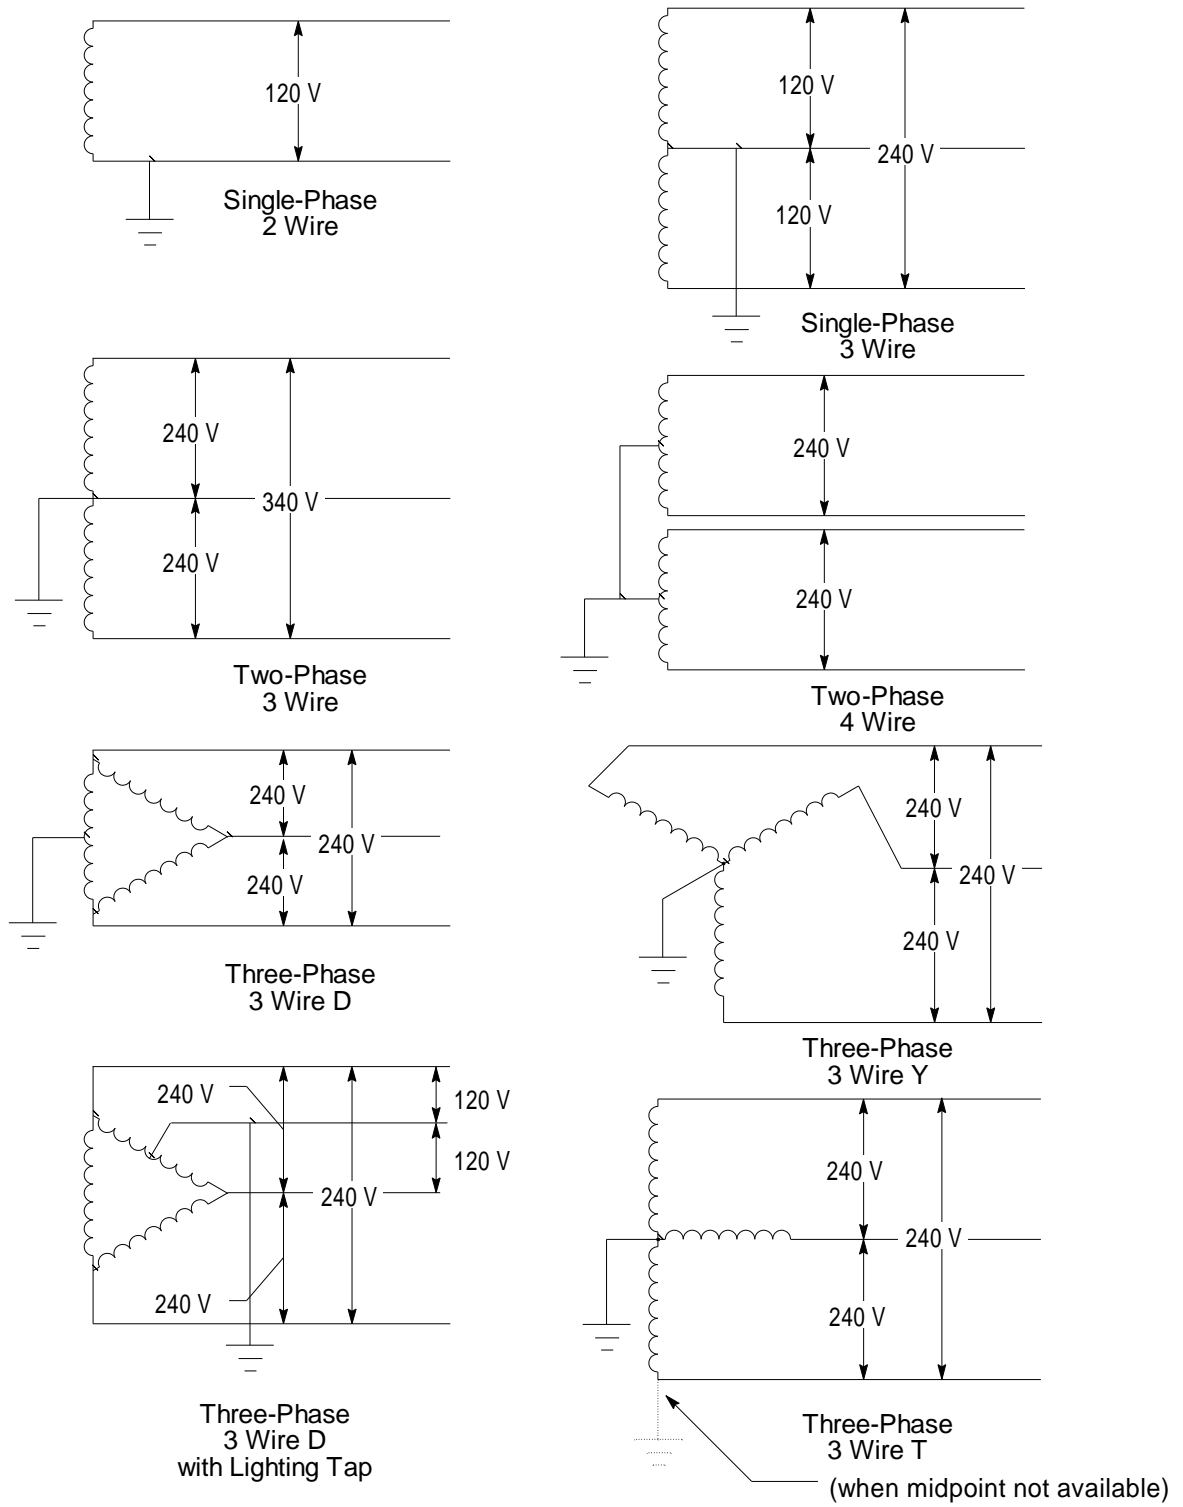 120 V
Single-Phase
2 Wire
120 V
240 V
120 V
Single-Phase
3 Wire
240 V
340 V
240 V
Two-Phase
3 Wire
240 V
240 V
Two-Phase
4 Wire
240 V
240 V
240 V
Three-Phase
3 Wire D
240 V
240 V
240 V
Three-Phase
3 Wire Y
240 V
120 V
120 V
240 V
240 V
Three-Phase
3 Wire D
with Lighting Tap
240 V
240 V
240 V
Three-Phase
3 Wire T
(when midpoint not available)